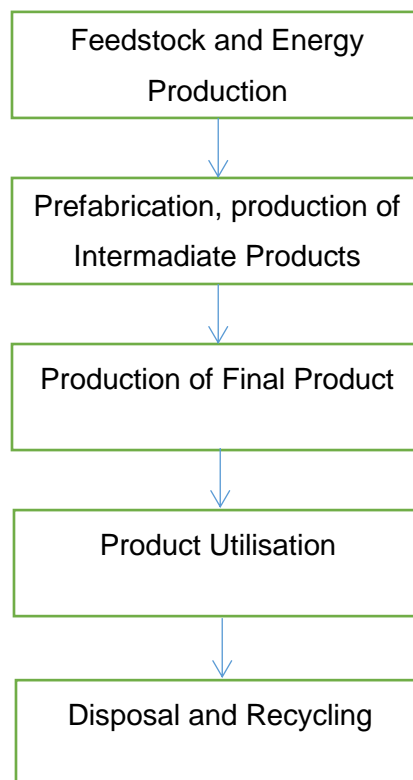 Feedstock and Energy
Production
Prefabrication, production of
Intermadiate Products
Production of Final Product
Product Utilisation
Disposal and Recycling